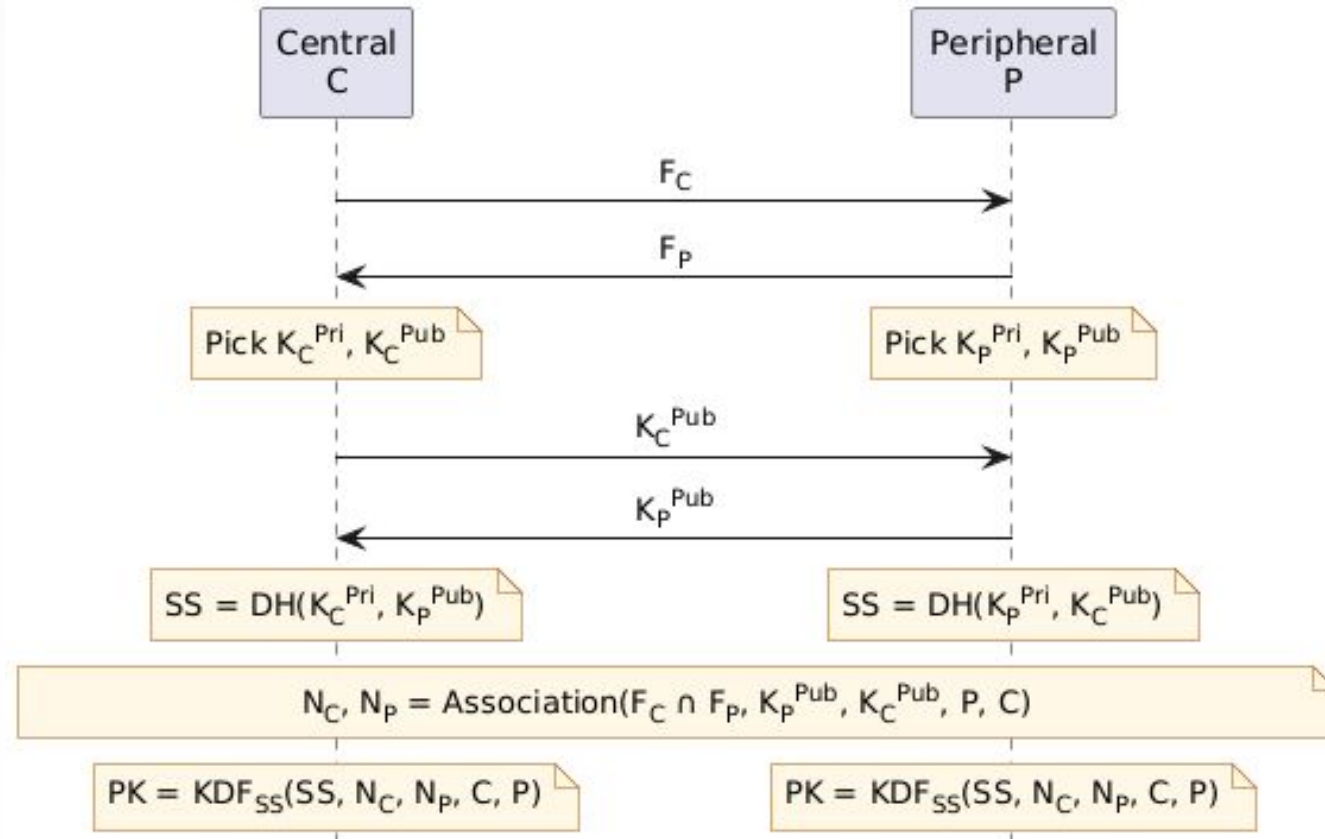 Central Peripheral
C P
F_C
F_P
Pick K_C^Pri, K_C^Pub Pick K_P^Pri, K_P^Pub
K_C^Pub
K_P^Pub
SS = DH(K_C^Pri, K_P^Pub) SS = DH(K_P^Pri, K_C^Pub)
N_C, N_P = Association(F_C ∩ F_P, K_P^Pub, K_C^Pub, P, C)
PK = KDF_SS(SS, N_C, N_P, C, P) PK = KDF_SS(SS, N_C, N_P, C, P)